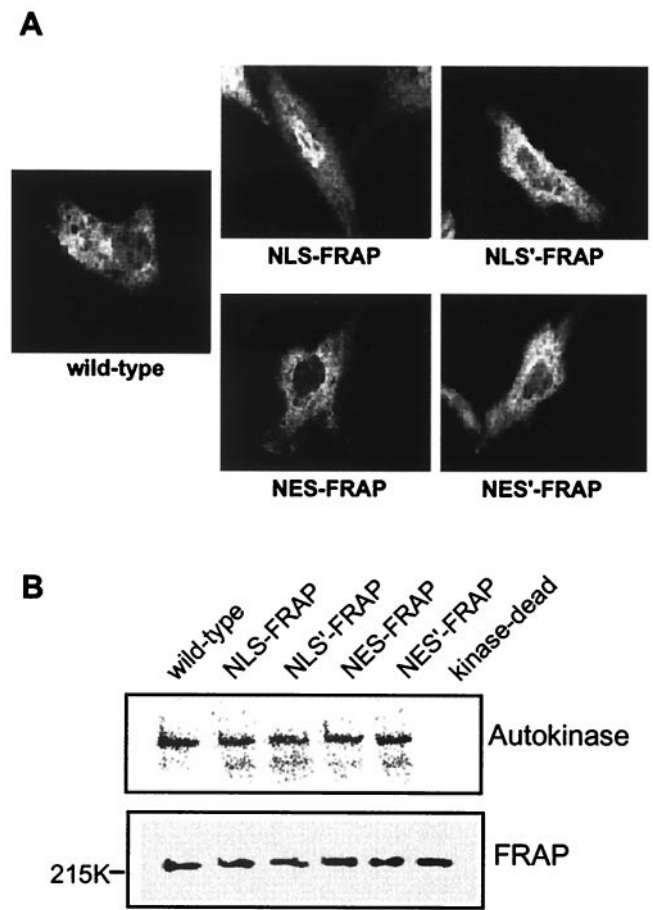 A
wild-type
NLS-FRAP
NLS'-FRAP
NES-FRAP
NES'-FRAP
B
wild-type
NLS-FRAP
NLS'-FRAP
NES-FRAP
NES'-FRAP
kinase-dead
Autokinase
FRAP
215K